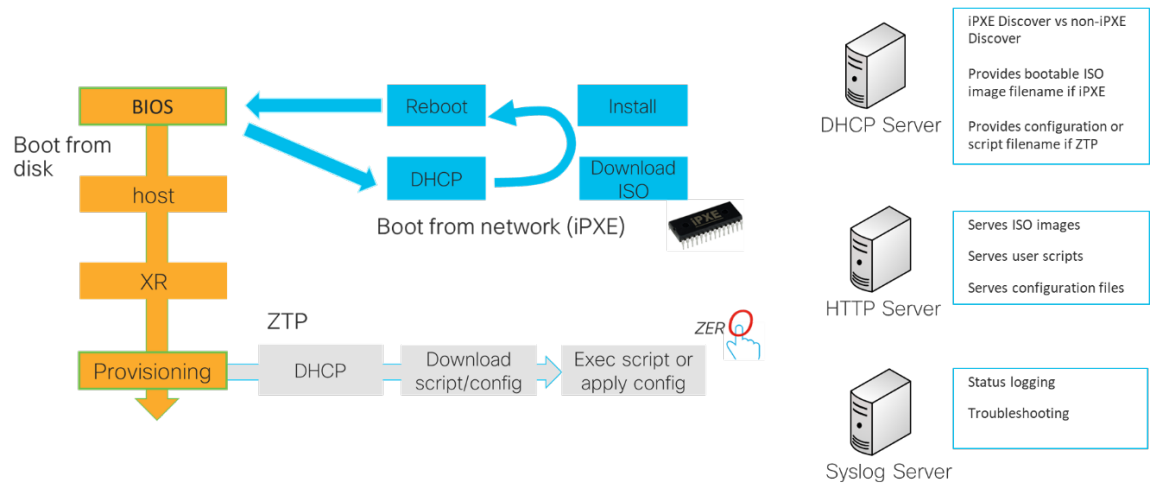 BIOS
Boot from
disk
host
XR
Provisioning
Reboot
Install
DHCP
Download
ISO
Boot from network (iPXE)
iPXE
ZTP
DHCP
Download
script/config
Exec script or
apply config
ZER
DHCP Server
iPXE Discover vs non-iPXE
Discover
Provides bootable ISO
image filename if iPXE
Provides configuration or
script filename if ZTP
HTTP Server
Serves ISO images
Serves user scripts
Serves configuration files
Syslog Server
Status logging
Troubleshooting